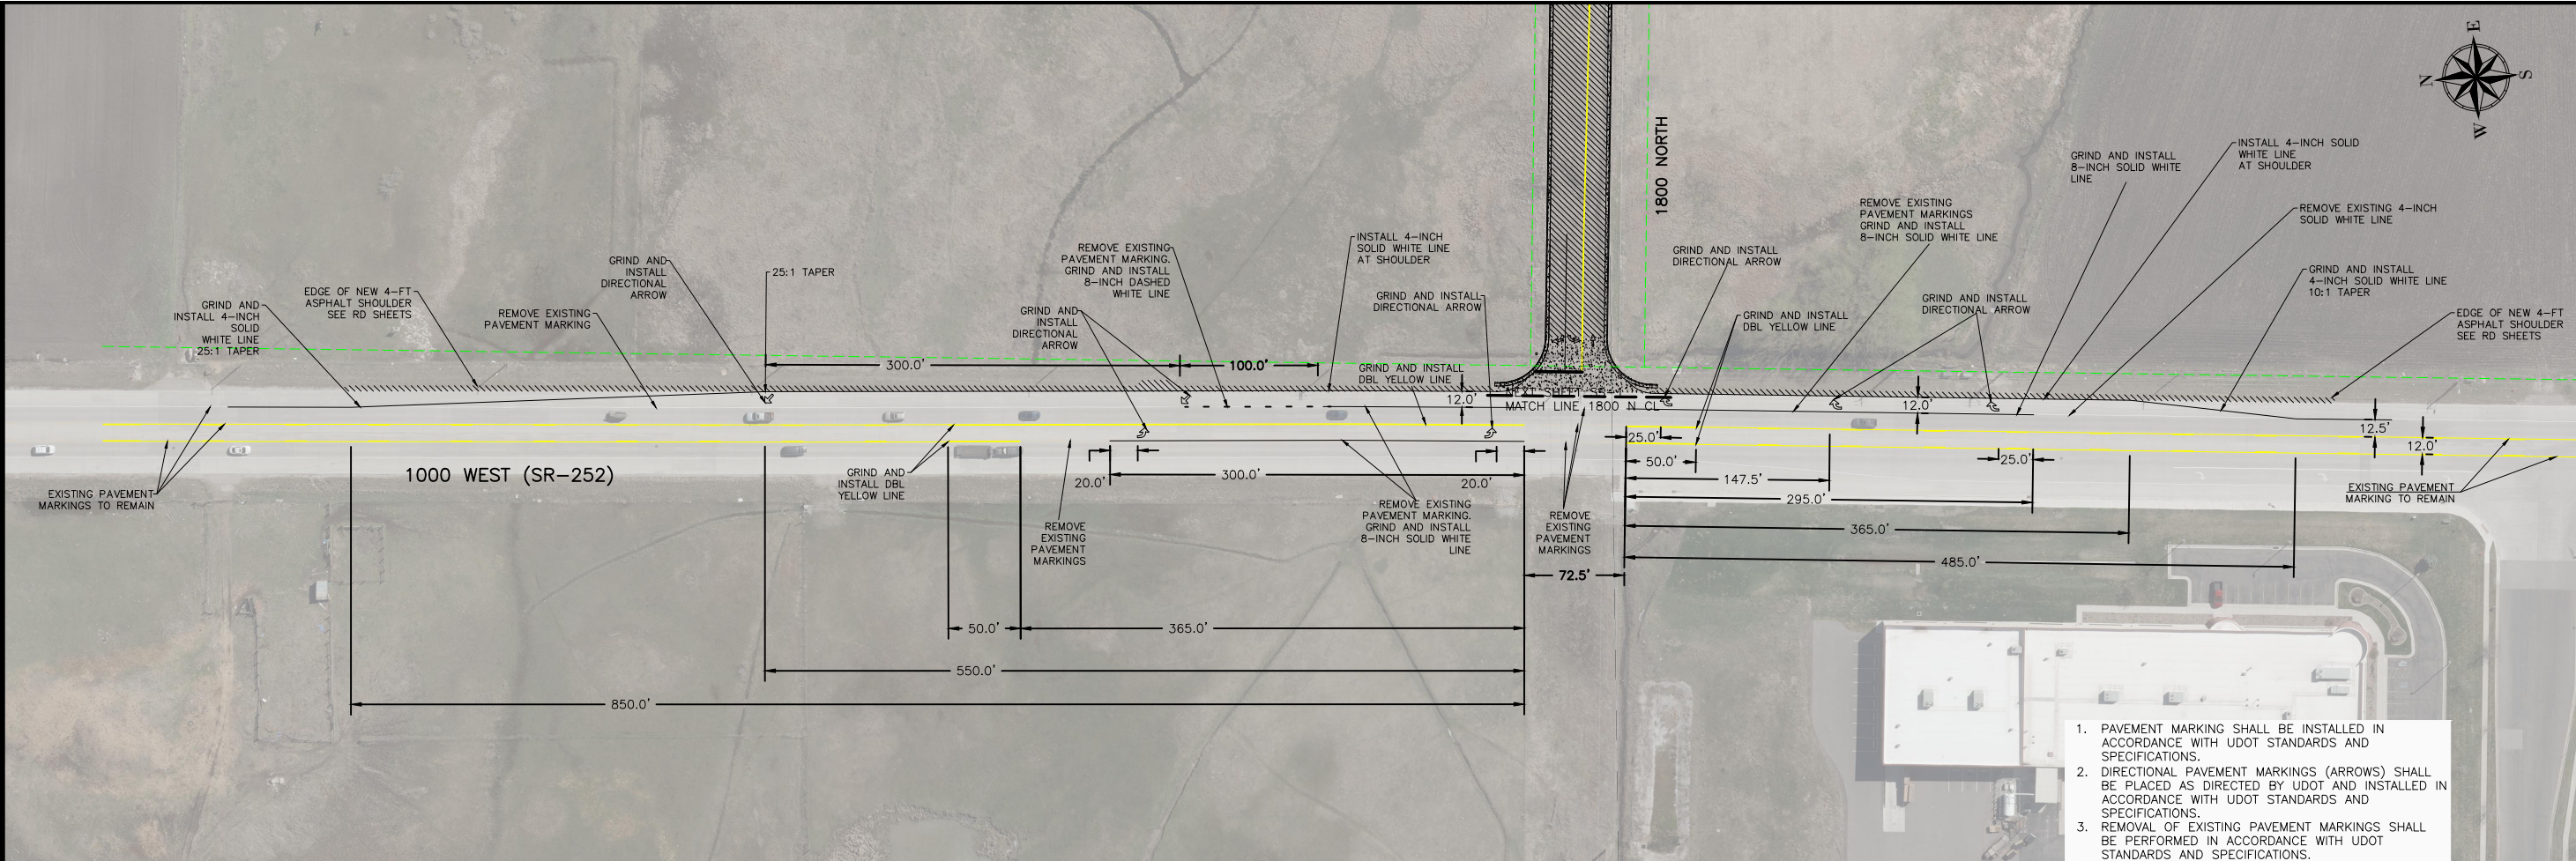 E
N
S
W
1800 NORTH
GRIND AND
INSTALL 4-INCH
SOLID
WHITE LINE
25:1 TAPER
EDGE OF NEW 4-FT
ASPHALT SHOULDER
SEE RD SHEETS
REMOVE EXISTING
PAVEMENT MARKING
GRIND AND
INSTALL
DIRECTIONAL
ARROW
25:1 TAPER
GRIND AND
INSTALL
DIRECTIONAL
ARROW
REMOVE EXISTING
PAVEMENT MARKING.
GRIND AND INSTALL
8-INCH DASHED
WHITE LINE
INSTALL 4-INCH
SOLID WHITE LINE
AT SHOULDER
GRIND AND INSTALL
DIRECTIONAL ARROW
GRIND AND INSTALL
DBL YELLOW LINE
GRIND AND INSTALL
DIRECTIONAL ARROW
GRIND AND INSTALL
DBL YELLOW LINE
REMOVE EXISTING
PAVEMENT MARKINGS
GRIND AND INSTALL
8-INCH SOLID WHITE LINE
GRIND AND INSTALL
DIRECTIONAL ARROW
GRIND AND INSTALL
8-INCH SOLID WHITE
LINE
INSTALL 4-INCH SOLID
WHITE LINE
AT SHOULDER
REMOVE EXISTING 4-INCH
SOLID WHITE LINE
GRIND AND INSTALL
4-INCH SOLID WHITE LINE
10:1 TAPER
EDGE OF NEW 4-FT
ASPHALT SHOULDER
SEE RD SHEETS
300.0'
100.0'
12.0'
NEXT SHEET
MATCH LINE 1800 N CL
12.0'
12.5'
12.0'
25.0'
50.0'
25.0'
147.5'
295.0'
365.0'
485.0'
EXISTING PAVEMENT
MARKINGS TO REMAIN
1000 WEST (SR-252)
GRIND AND
INSTALL DBL
YELLOW LINE
REMOVE
EXISTING
PAVEMENT
MARKINGS
20.0'
300.0'
20.0'
REMOVE EXISTING
PAVEMENT MARKING.
GRIND AND INSTALL
8-INCH SOLID WHITE
LINE
REMOVE
EXISTING
PAVEMENT
MARKINGS
EXISTING PAVEMENT
MARKING TO REMAIN
72.5'
50.0'
365.0'
550.0'
850.0'
1. PAVEMENT MARKING SHALL BE INSTALLED IN
ACCORDANCE WITH UDOT STANDARDS AND
SPECIFICATIONS.
2. DIRECTIONAL PAVEMENT MARKINGS (ARROWS) SHALL
BE PLACED AS DIRECTED BY UDOT AND INSTALLED IN
ACCORDANCE WITH UDOT STANDARDS AND
SPECIFICATIONS.
3. REMOVAL OF EXISTING PAVEMENT MARKINGS SHALL
BE PERFORMED IN ACCORDANCE WITH UDOT
STANDARDS AND SPECIFICATIONS.